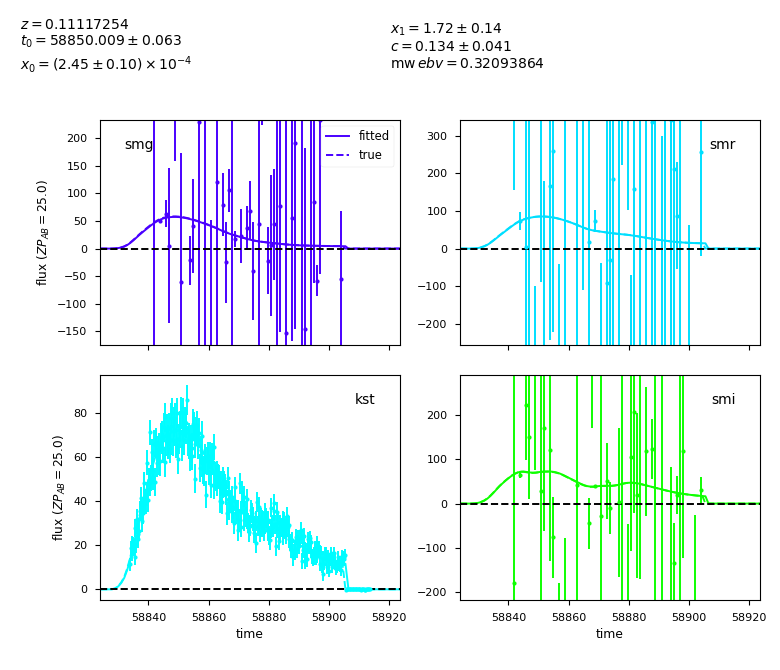 z = 0.11117254
t₀ = 58850.009 ± 0.063
x₀ = (2.45 ± 0.10) × 10⁻⁴
x₁ = 1.72 ± 0.14
c = 0.134 ± 0.041
mw ebv = 0.32093864
smg
fitted
true
200
150
100
50
0
−50
−100
−150
flux (ZP_AB = 25.0)
smr
300
200
100
0
−100
−200
kst
80
60
40
20
0
flux (ZP_AB = 25.0)
58840 58860 58880 58900 58920
time
smi
200
100
0
−100
−200
58840 58860 58880 58900 58920
time